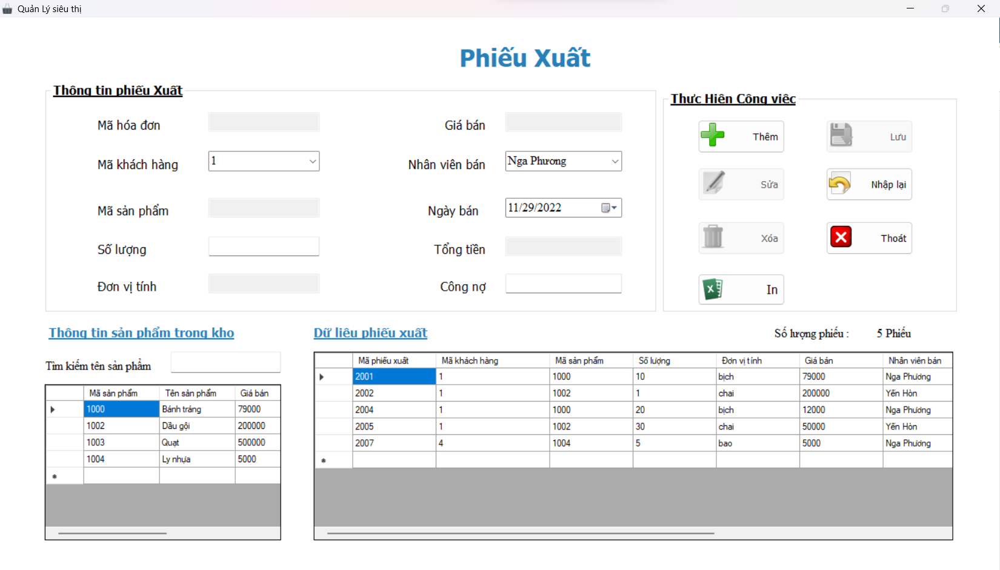 Quản Lý siêu thị
Phiếu Xuất
Thông tin phiếu Xuất
Mã hóa đơn
Giá bán
Mã khách hàng 1
Nhân viên bán Nga Phương
Mã sản phẩm
Ngày bán 11/29/2022
Số lượng
Tổng tiền
Đơn vị tính
Công nợ
Thực Hiện Công việc
Thêm
Lưu
Sửa
Nhập lại
Xóa
Thoát
In
Thông tin sản phẩm trong kho
Tìm kiếm tên sản phẩm
Mã sản phẩm Tên sản phẩm Giá bán
1000 Bánh tráng 79000
1002 Dầu gội 200000
1003 Quạt 500000
1004 Ly nhựa 5000
Dữ liệu phiếu xuất
Số lượng phiếu : 5 Phiếu
Mã phiếu xuất Mã khách hàng Mã sản phẩm Số lượng Đơn vị tính Giá bán Nhân viên bán
2001 1 1000 10 bịch 79000 Nga Phương
2002 1 1002 1 chai 200000 Yến Hòn
2004 1 1000 20 bịch 12000 Nga Phương
2005 1 1002 30 chai 50000 Yến Hòn
2007 4 1004 5 bao 5000 Nga Phương